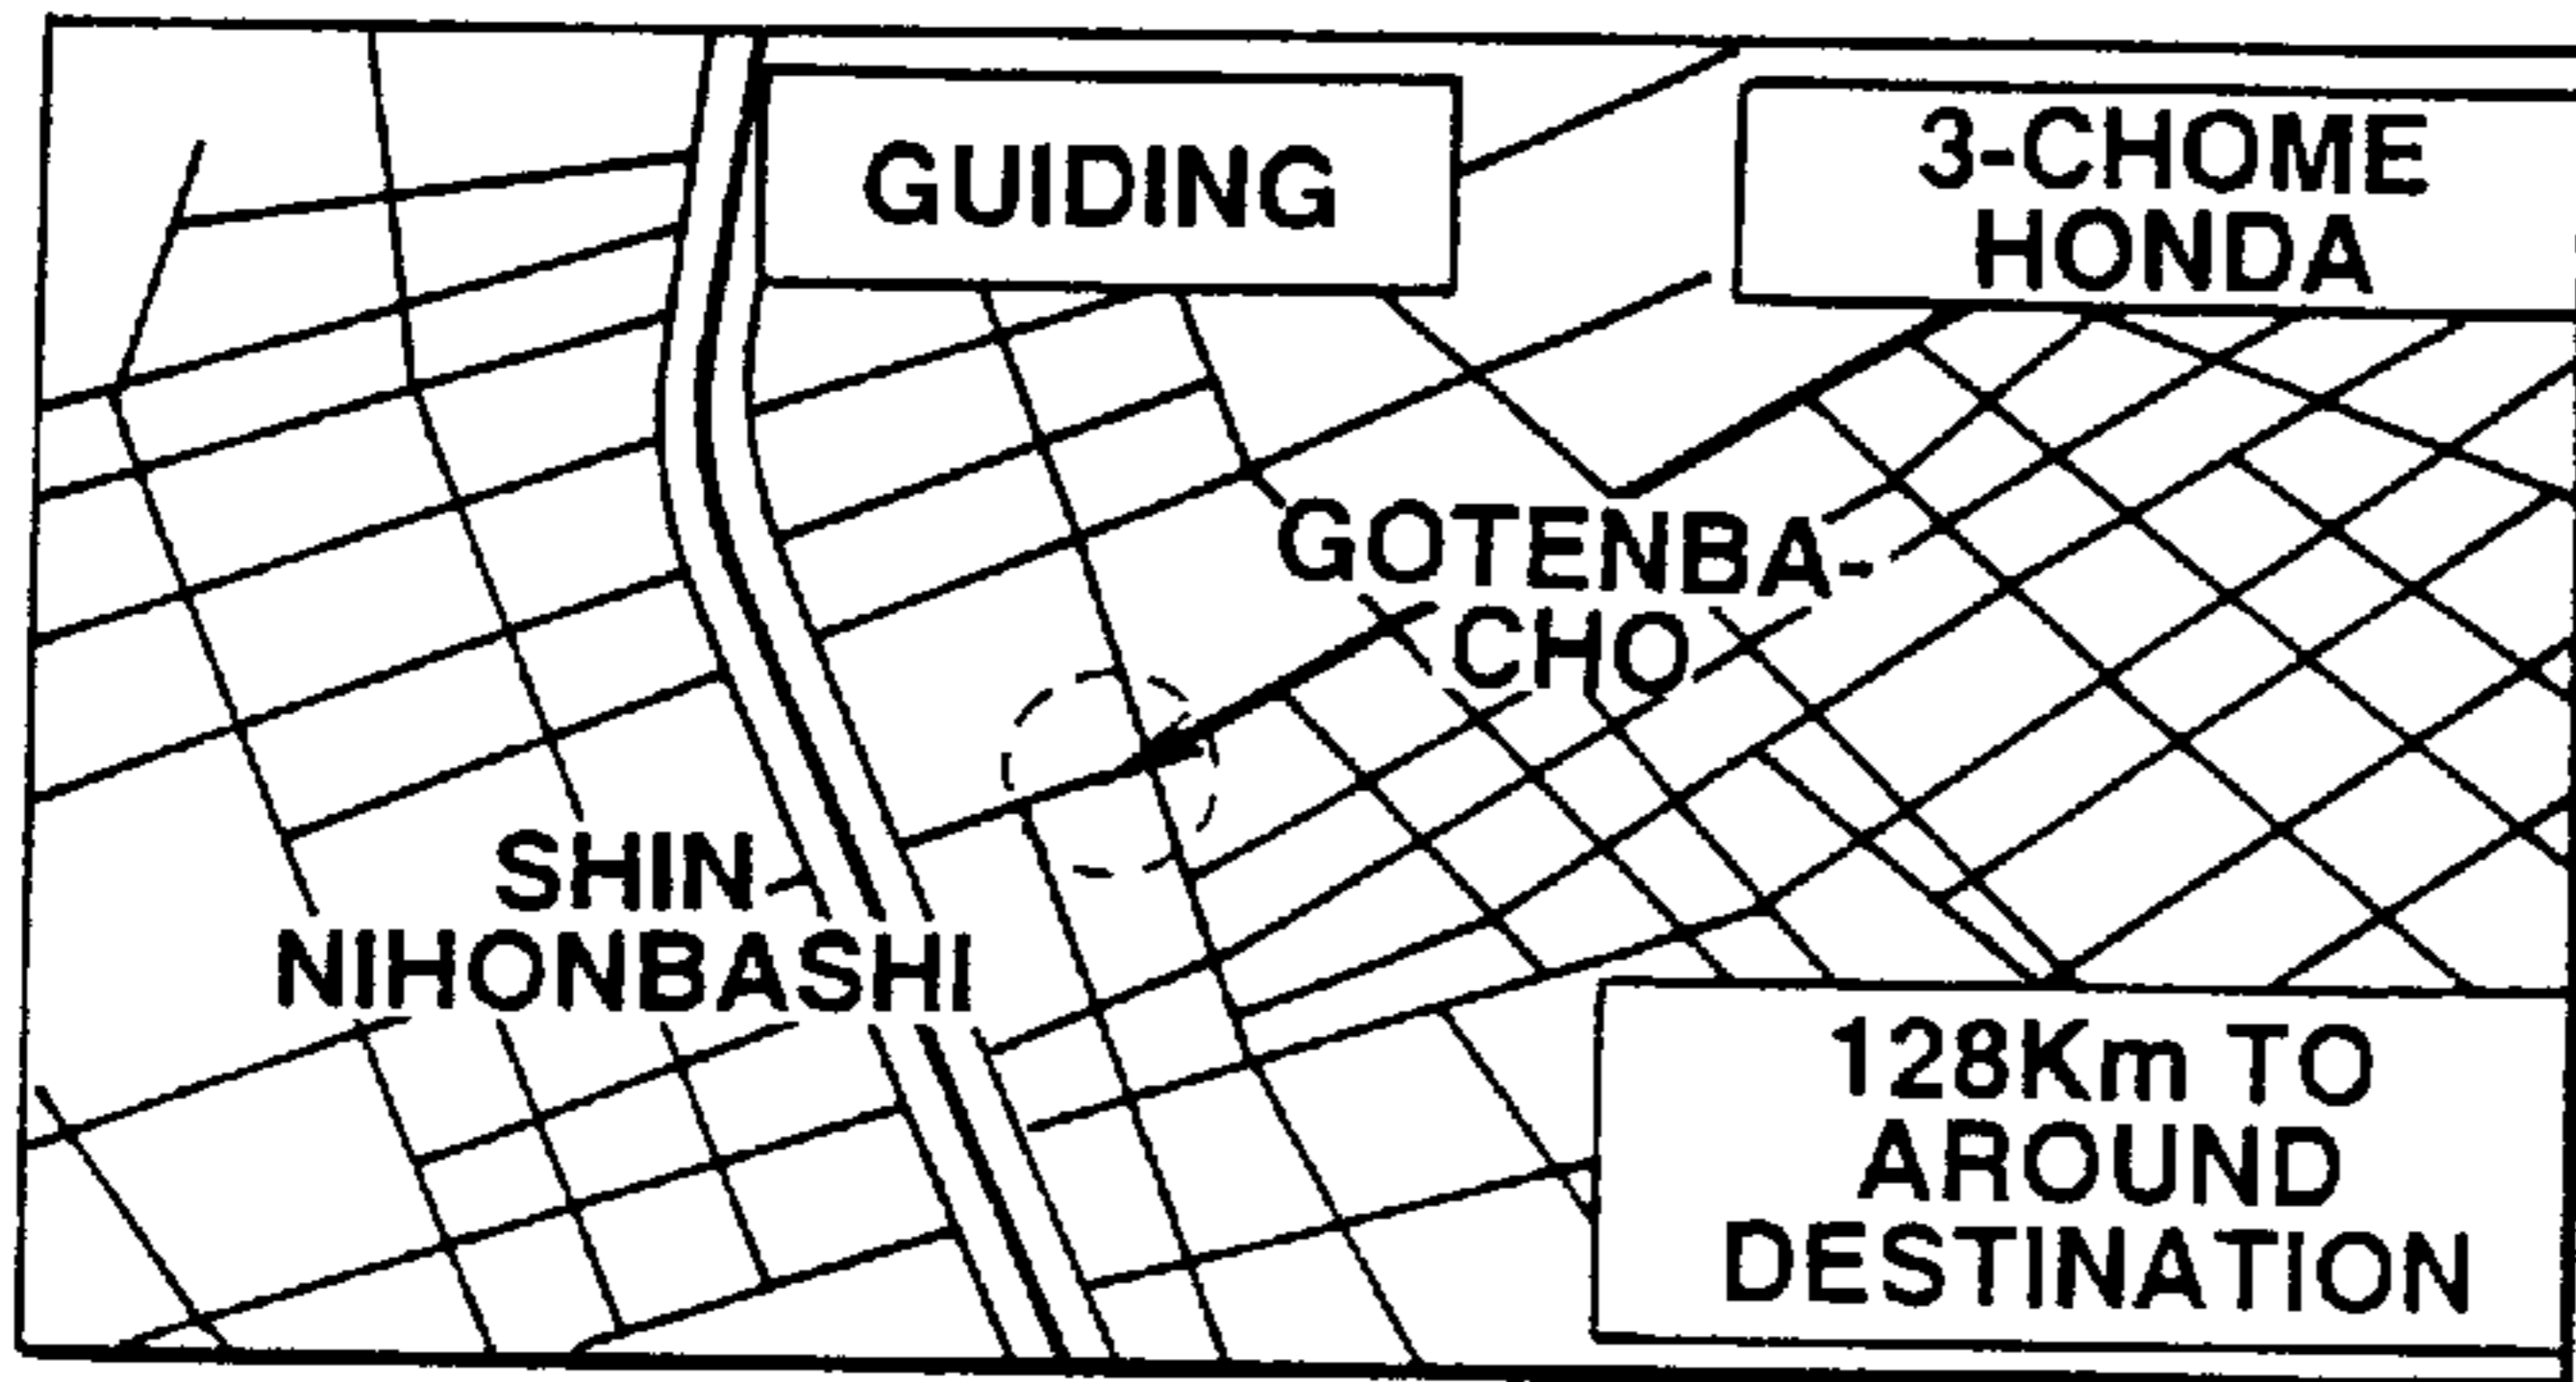 GUIDING
3-CHOME
HONDA
GOTENBA-
CHO
SHIN
NIHONBASHI
128Km TO
AROUND
DESTINATION